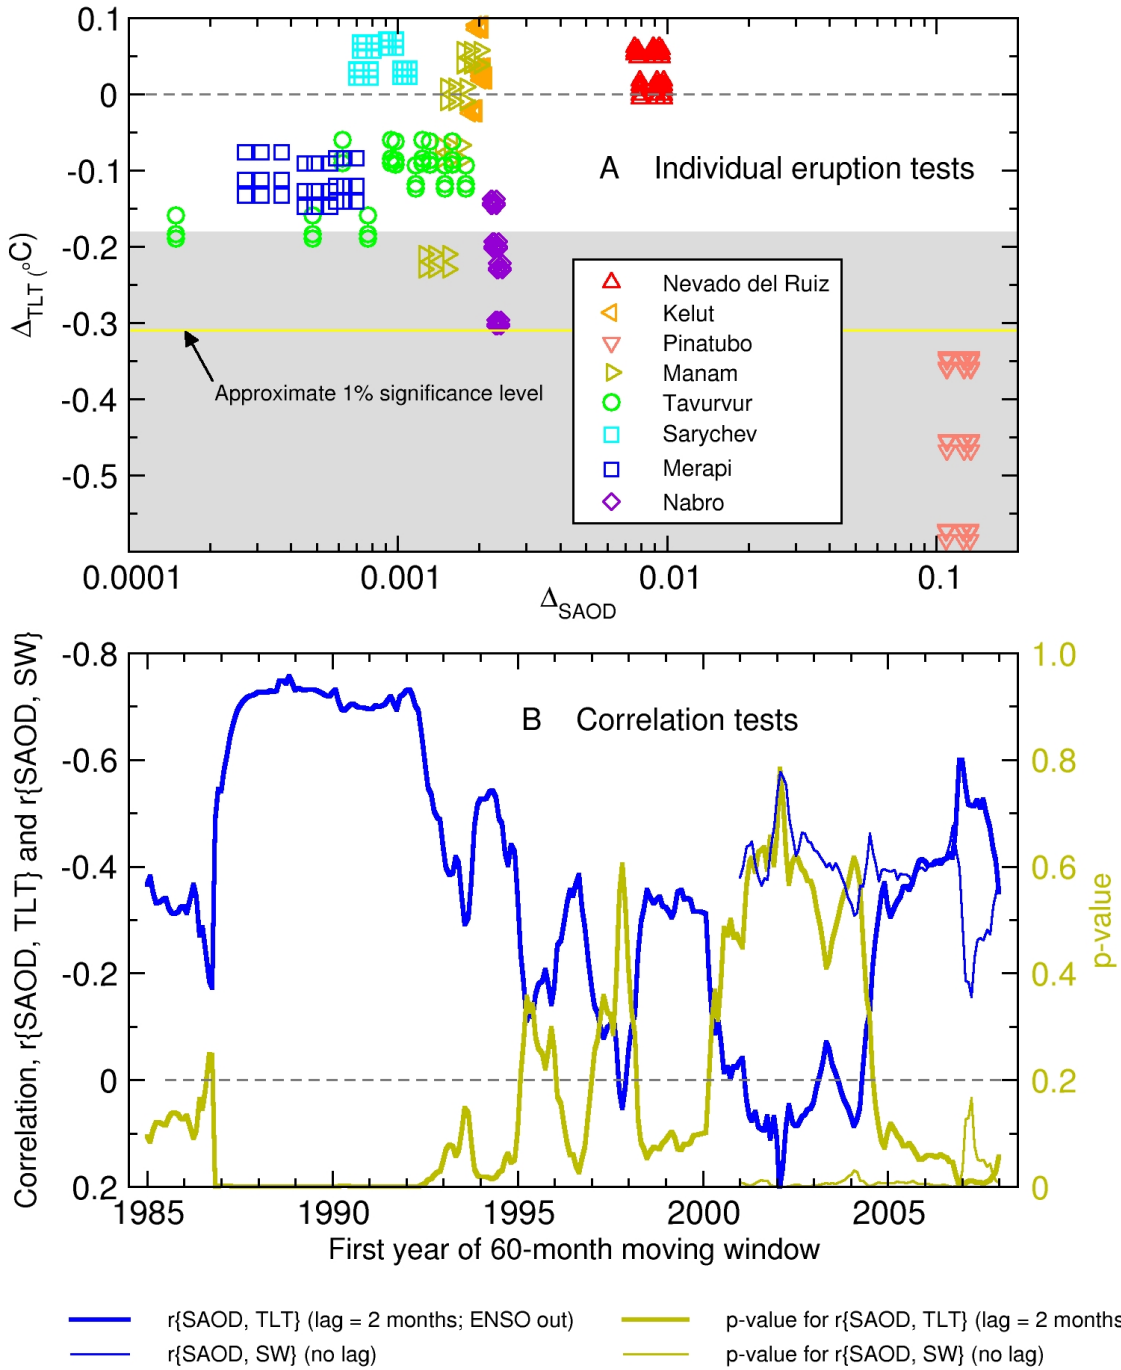 0.1
0
-0.1
-0.2
-0.3
-0.4
-0.5
Δ TLT (oC)
A Individual eruption tests
Nevado del Ruiz
Kelut
Pinatubo
Manam
Tavurvur
Sarychev
Merapi
Nabro
Approximate 1% significance level
0.0001 0.001 0.01 0.1
Δ SAOD
-0.8
-0.6
-0.4
-0.2
0
0.2
Correlation, r{SAOD, TLT} and r{SAOD, SW}
B Correlation tests
1.0
0.8
0.6
0.4
0.2
0
p-value
1985 1990 1995 2000 2005
First year of 60-month moving window
r{SAOD, TLT} (lag = 2 months; ENSO out)
r{SAOD, SW} (no lag)
p-value for r{SAOD, TLT} (lag = 2 months
p-value for r{SAOD, SW} (no lag)